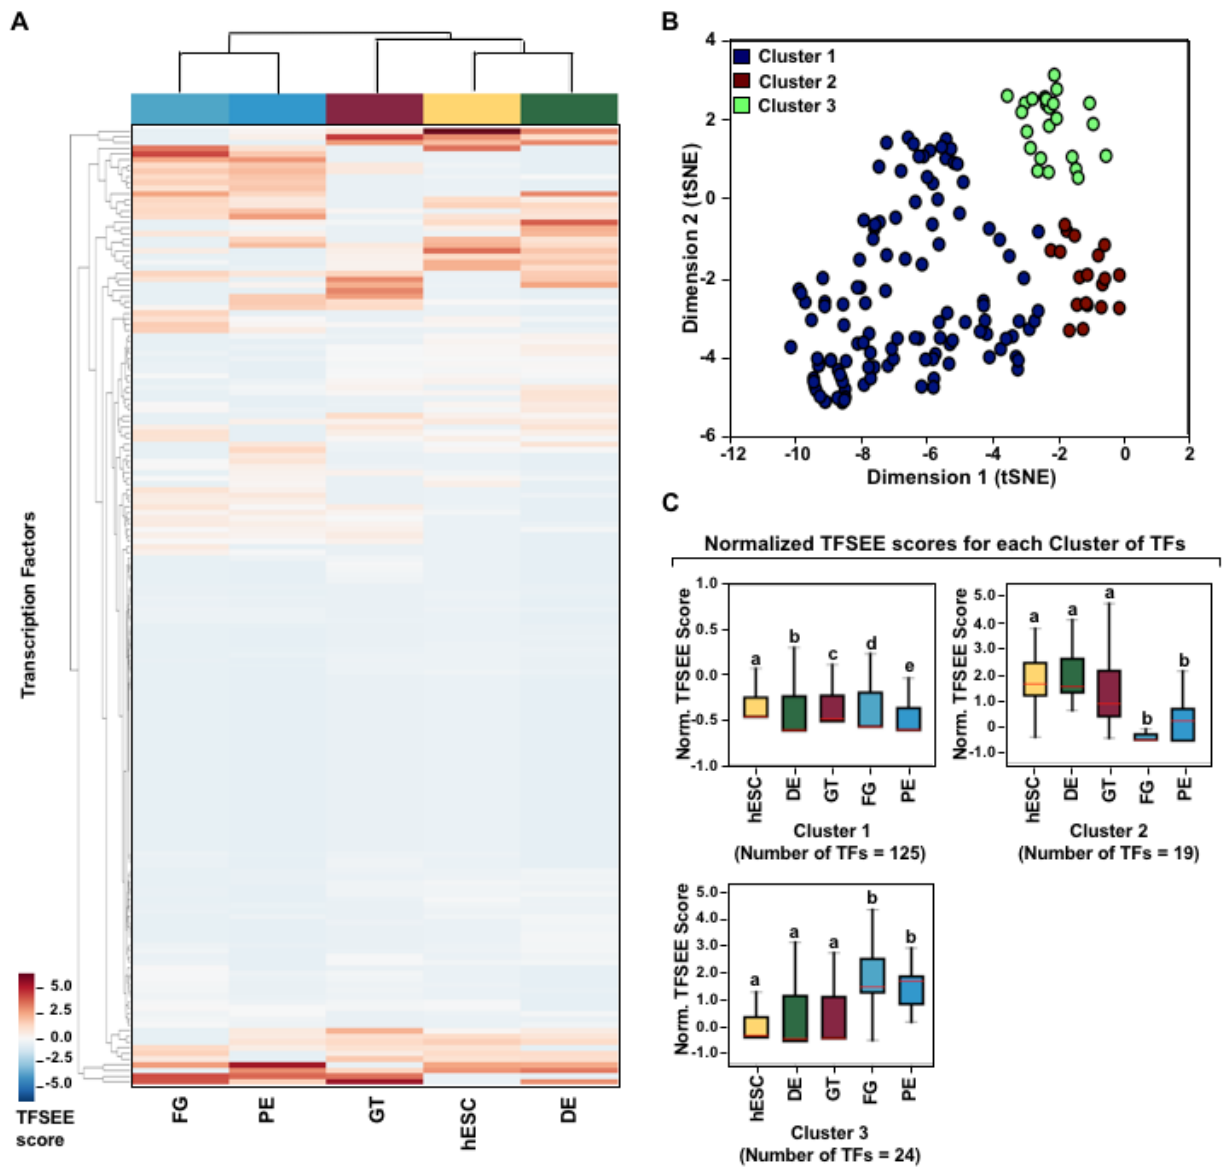 A
Transcription Factors
5.0
2.5
0.0
-2.5
-5.0
TFSEE
score
FG
PE
GT
hESC
DE
B
Cluster 1
Cluster 2
Cluster 3
4
2
0
-2
-4
-6
Dimension 2 (tSNE)
-12
-10
-8
-6
-4
-2
0
2
Dimension 1 (tSNE)
C
Normalized TFSEE scores for each Cluster of TFs
Norm. TFSEE Score
1.0
0.5
0.0
-0.5
-1.0
a
b
c
d
e
hESC
DE
GT
FG
PE
Cluster 1
(Number of TFs = 125)
Norm. TFSEE Score
5.0
4.0
3.0
2.0
1.0
0
-1.0
a
a
a
b
b
hESC
DE
GT
FG
PE
Cluster 2
(Number of TFs = 19)
Norm. TFSEE Score
5.0
4.0
3.0
2.0
1.0
0.0
-1.0
a
a
a
b
b
hESC
DE
GT
FG
PE
Cluster 3
(Number of TFs = 24)